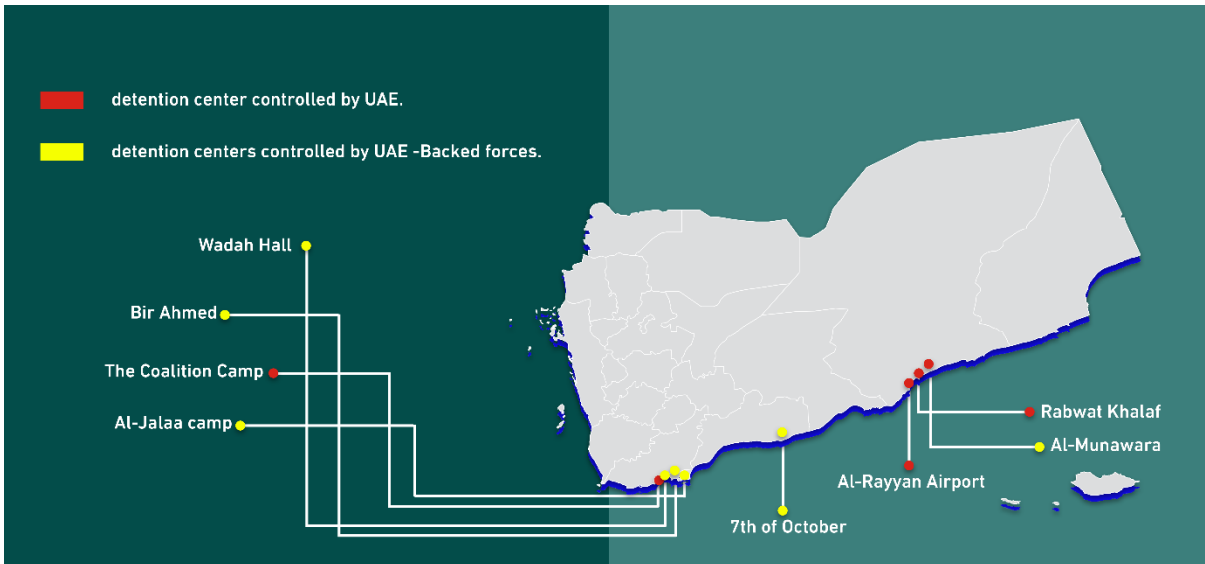 detention center controlled by UAE.
detention centers controlled by UAE -Backed forces.
Wadah Hall
Bir Ahmed
The Coalition Camp
Al-Jalaa camp
Rabwat Khalaf
Al-Munawara
Al-Rayyan Airport
7th of October